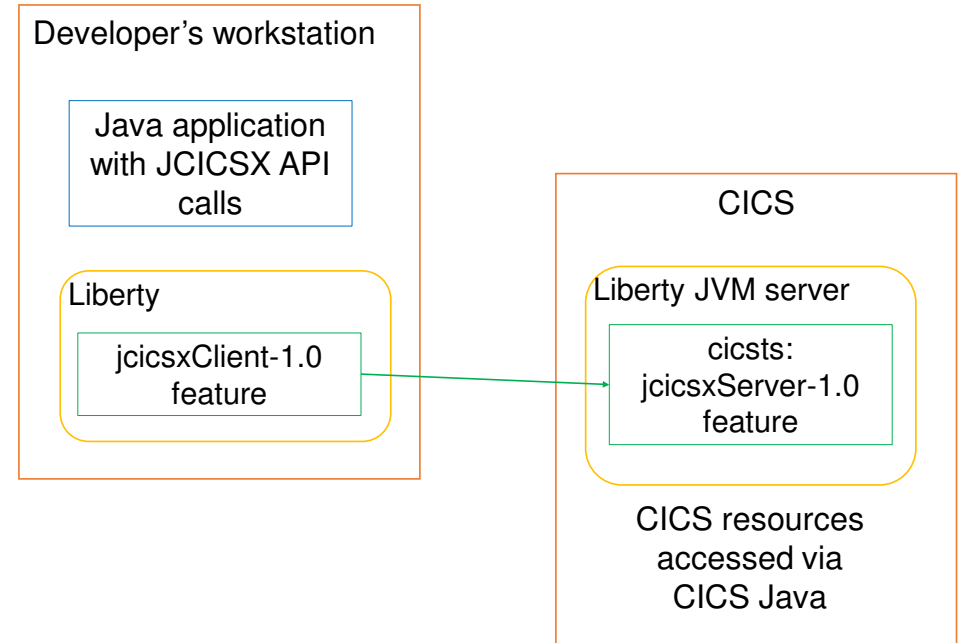 Developer’s workstation
Java application
with JCICSX API
calls
Liberty
jcicsxClient-1.0
feature
CICS
Liberty JVM server
cicsts:
jcicsxServer-1.0
feature
CICS resources
accessed via
CICS Java